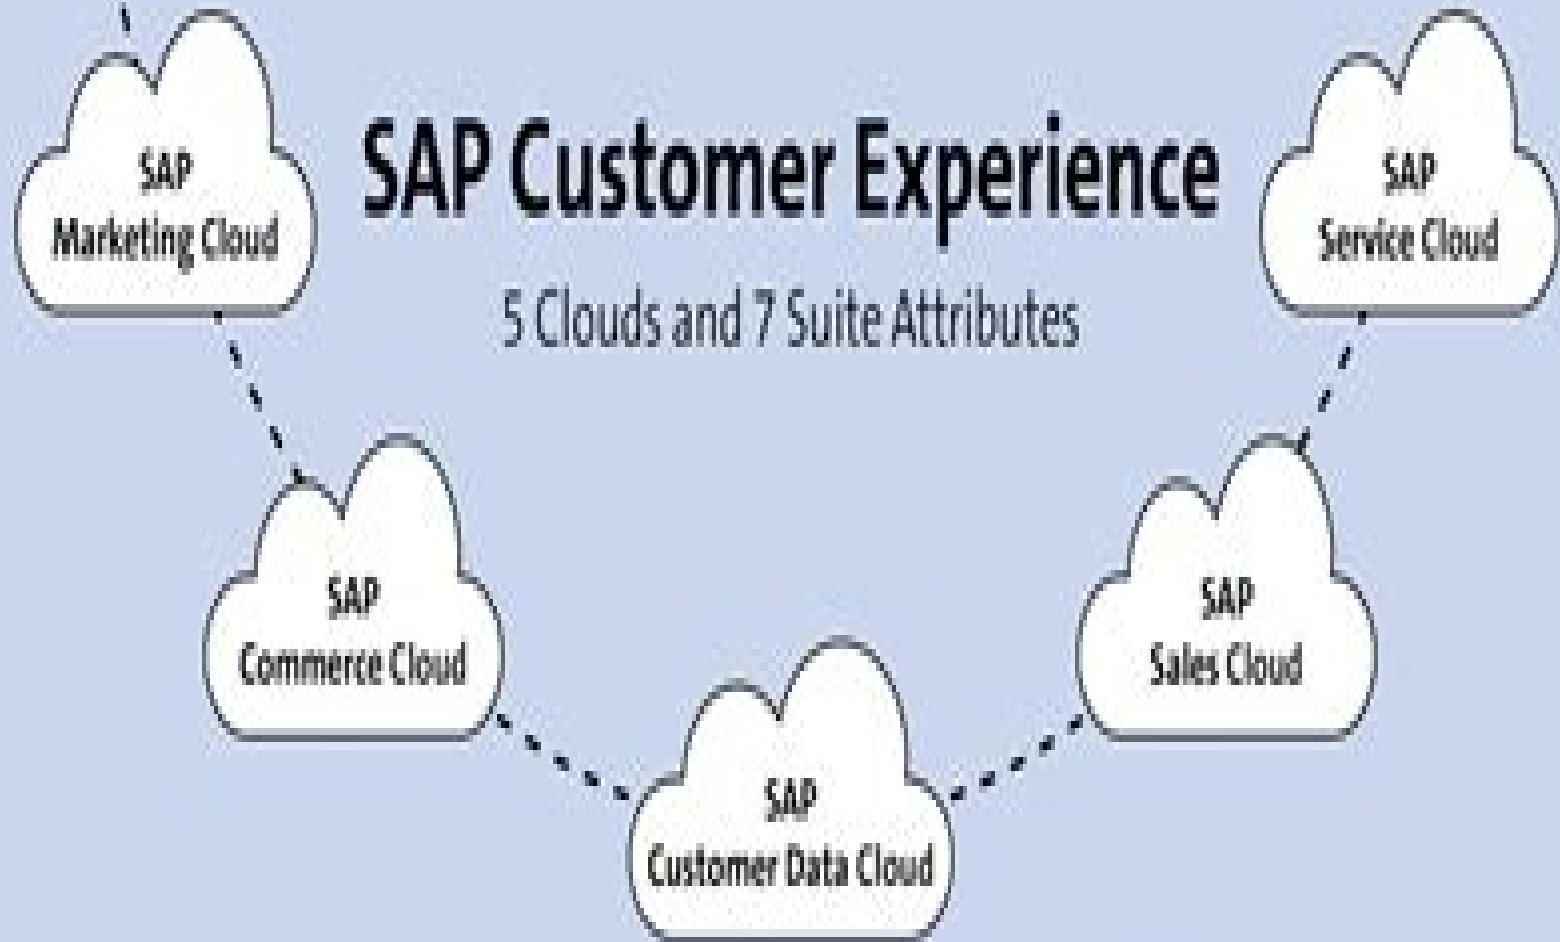 SAP Customer Experience
5 Clouds and 7 Suite Attributes
SAP
Marketing Cloud
SAP
Service Cloud
SAP
Commerce Cloud
SAP
Sales Cloud
SAP
Customer Data Cloud